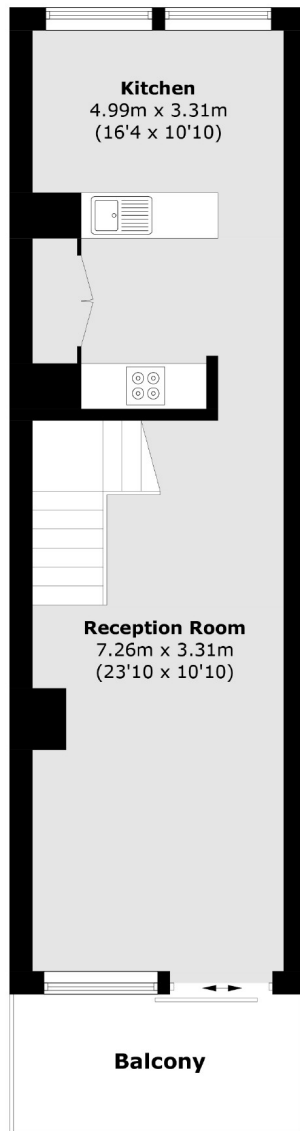 Kitchen
4.99m x 3.31m
(16'4 x 10'10)
Reception Room
7.26m x 3.31m
(23'10 x 10'10)
Balcony